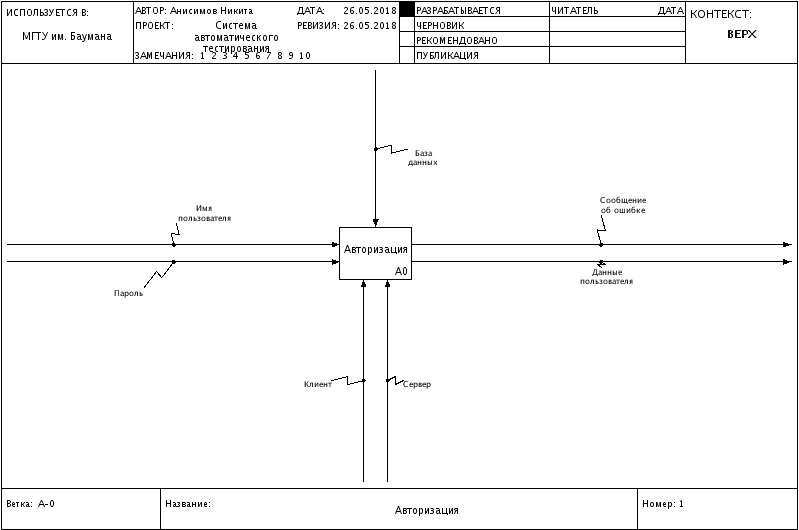 ИСПОЛЬЗУЕТСЯ В:
МГТУ им. Баумана
АВТОР: Анисимов Никита
ДАТА: 26.05.2018
ПРОЕКТ: Система
автоматического
тестирования
РЕВИЗИЯ: 26.05.2018
ЗАМЕЧАНИЯ: 1 2 3 4 5 6 7 8 9 10
РАЗРАБАТЫВАЕТСЯ
ЧЕРНОВИК
РЕКОМЕНДОВАНО
ПУБЛИКАЦИЯ
ЧИТАТЕЛЬ ДАТА
КОНТЕКСТ:
ВЕРХ
База
данных
Имя
пользователя
Сообщение
об ошибке
Авторизация
A0
Пароль
Данные
пользователя
Клиент
Сервер
Ветка: A-0
Название:
Авторизация
Номер: 1